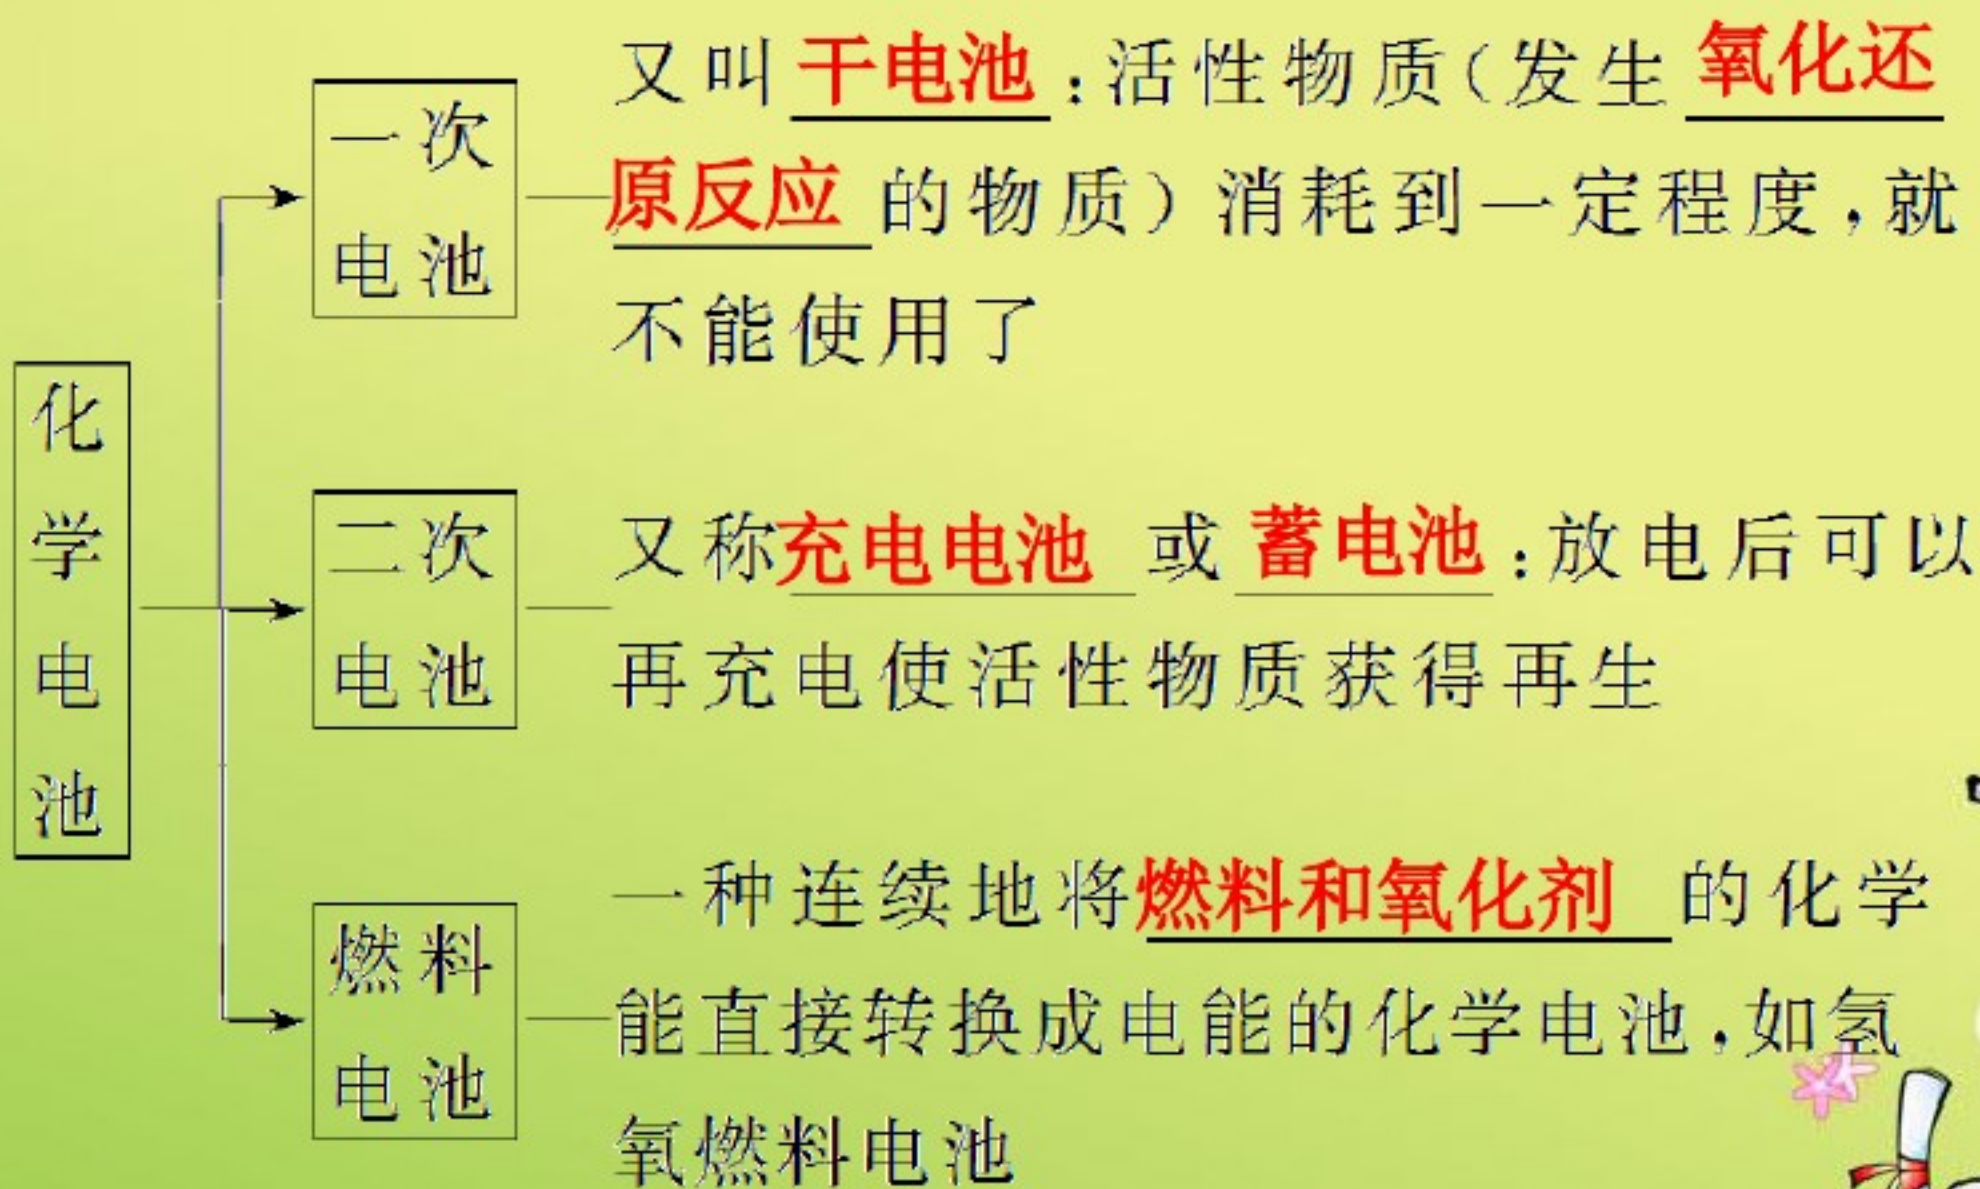 化学电池
一次
电池
又叫干电池：活性物质（发生氧化还
原反应的物质）消耗到一定程度，就
不能使用了
二次
电池
又称充电电池或蓄电池：放电后可以
再充电使活性物质获得再生
燃料
电池
一种连续地将燃料和氧化剂的化学
能直接转换成电能的化学电池，如氢
氧燃料电池